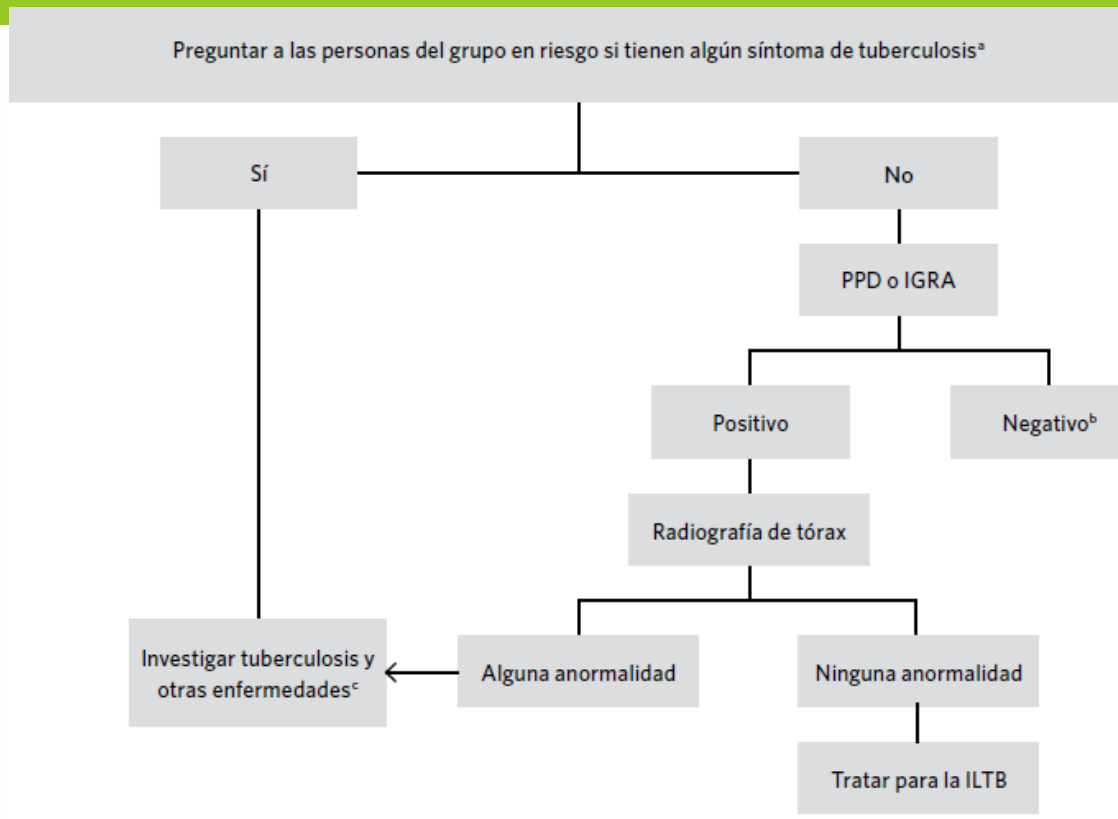 Preguntar a las personas del grupo en riesgo si tienen algún síntoma de tuberculosisᵃ
Sí
No
PPD o IGRA
Positivo
Negativoᵇ
Radiografía de tórax
Investigar tuberculosis y
otras enfermedadesᶜ
Alguna anormalidad
Ninguna anormalidad
Tratar para la ILTB